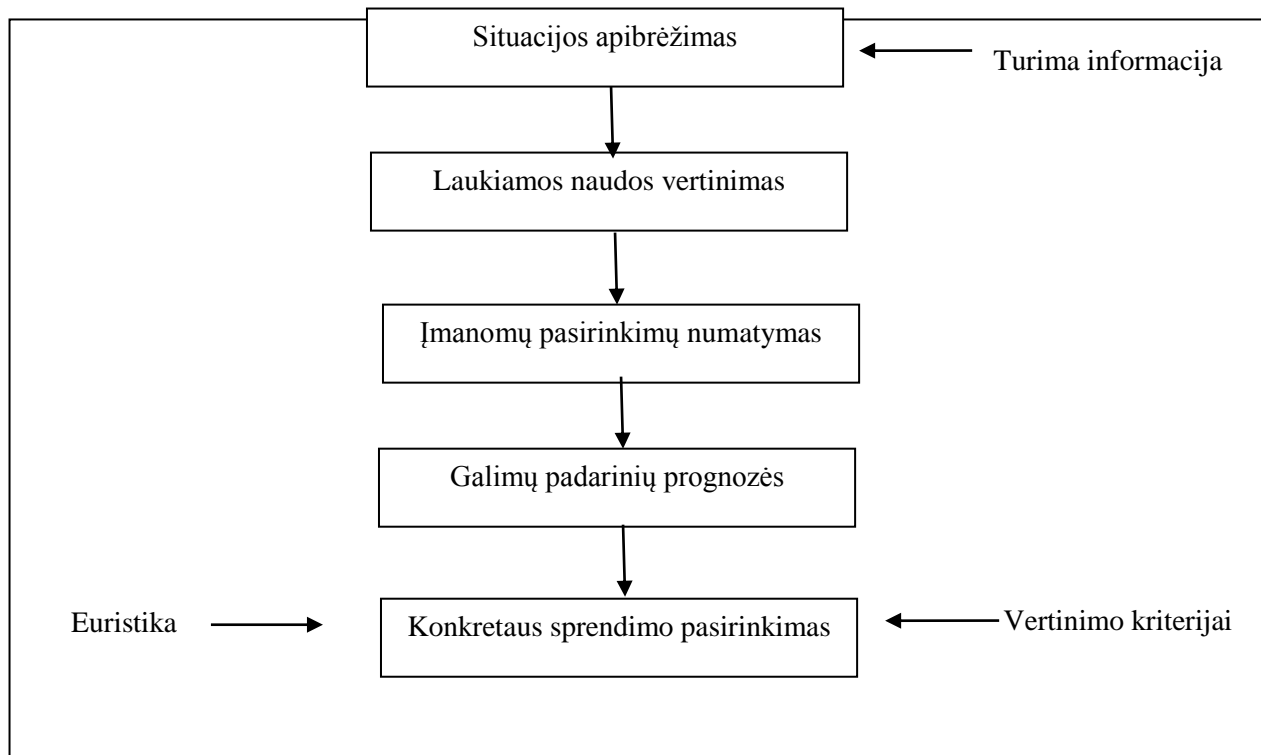 Situacijos apibrėžimas
Turima informacija
Laukiamos naudos vertinimas
Įmanomų pasirinkimų numatymas
Galimų padarinių prognozės
Euristika
Konkretaus sprendimo pasirinkimas
Vertinimo kriterijai